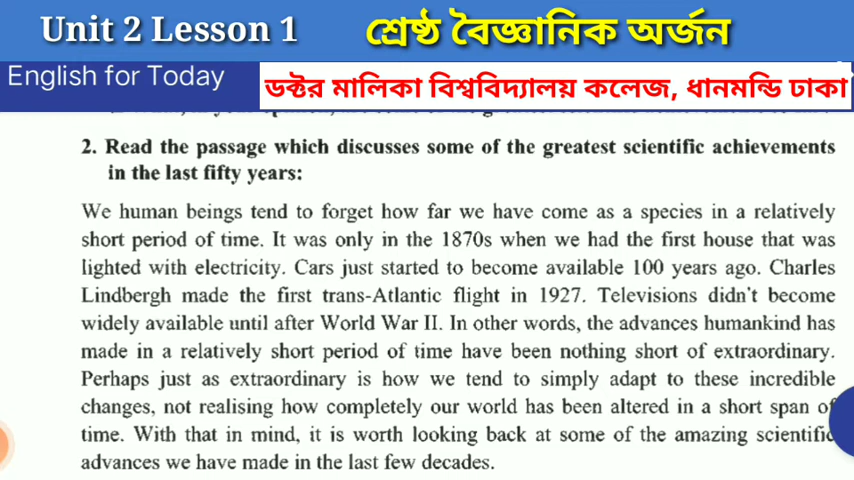 Unit 2 Lesson 1 শ্রেষ্ঠ বৈজ্ঞানিক অর্জন
English for Today
ডক্টর মালিকা বিশ্ববিদ্যালয় কলেজ, ধানমন্ডি ঢাকা
2. Read the passage which discusses some of the greatest scientific achievements
in the last fifty years:
We human beings tend to forget how far we have come as a species in a relatively
short period of time. It was only in the 1870s when we had the first house that was
lighted with electricity. Cars just started to become available 100 years ago. Charles
Lindbergh made the first trans-Atlantic flight in 1927. Televisions didn't become
widely available until after World War II. In other words, the advances humankind has
made in a relatively short period of time have been nothing short of extraordinary.
Perhaps just as extraordinary is how we tend to simply adapt to these incredible
changes, not realising how completely our world has been altered in a short span of
time. With that in mind, it is worth looking back at some of the amazing scientific
advances we have made in the last few decades.